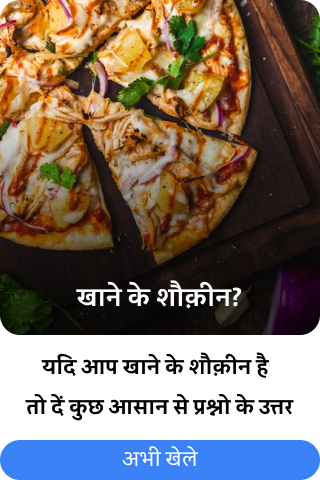 खाने के शौक़ीन?
यदि आप खाने के शौक़ीन है
तो दें कुछ आसान से प्रश्नो के उत्तर
अभी खेले